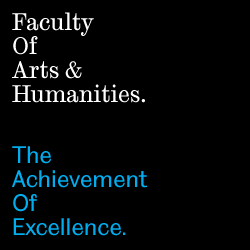 Faculty
Of
Arts &
Humanities.
The
Achievement
Of
Excellence.